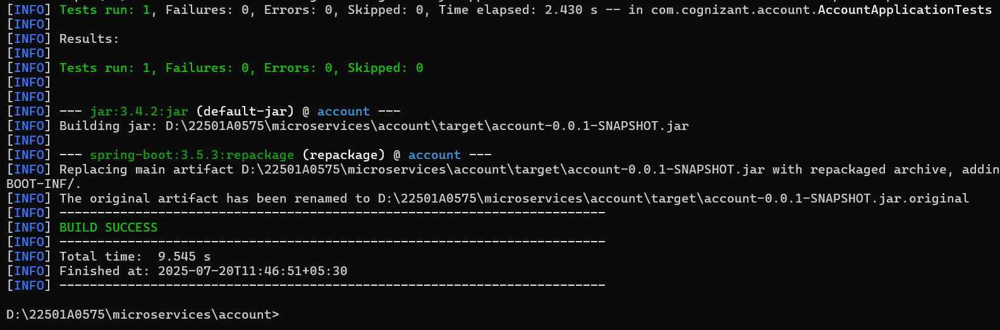 [INFO] Tests run: 1, Failures: 0, Errors: 0, Skipped: 0, Time elapsed: 2.430 s -- in com.cognizant.account.AccountApplicationTests
[INFO]
[INFO] Results:
[INFO]
[INFO] Tests run: 1, Failures: 0, Errors: 0, Skipped: 0
[INFO]
[INFO]
[INFO] --- jar:3.4.2:jar (default-jar) @ account ---
[INFO] Building jar: D:\22501A0575\microservices\account\target\account-0.0.1-SNAPSHOT.jar
[INFO]
[INFO] --- spring-boot:3.5.3:repackage (repackage) @ account ---
[INFO] Replacing main artifact D:\22501A0575\microservices\account\target\account-0.0.1-SNAPSHOT.jar with repackaged archive, addin
BOOT-INF/.
[INFO] The original artifact has been renamed to D:\22501A0575\microservices\account\target\account-0.0.1-SNAPSHOT.jar.original
[INFO] ------------------------------------------------------------------------
[INFO] BUILD SUCCESS
[INFO] ------------------------------------------------------------------------
[INFO] Total time:  9.545 s
[INFO] Finished at: 2025-07-20T11:46:51+05:30
[INFO] ------------------------------------------------------------------------
D:\22501A0575\microservices\account>